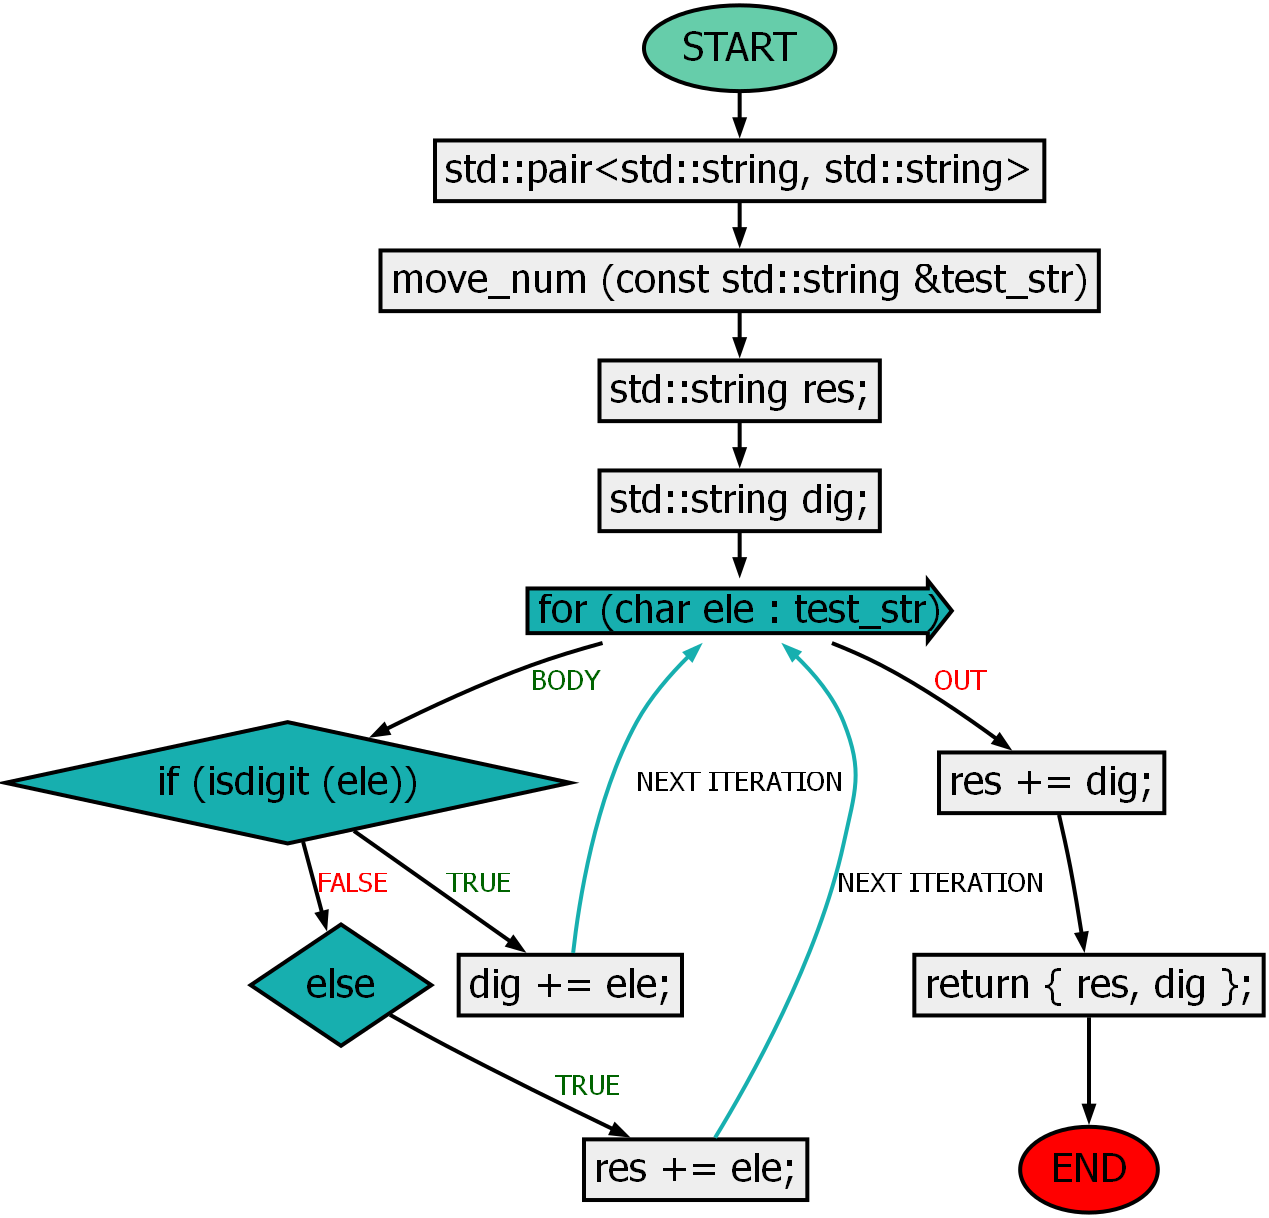 START
std::pair<std::string, std::string>
move_num (const std::string &test_str)
std::string res;
std::string dig;
for (char ele : test_str)
BODY
OUT
if (isdigit (ele))
NEXT ITERATION
res += dig;
FALSE
TRUE
NEXT ITERATION
else
dig += ele;
return { res, dig };
TRUE
res += ele;
END